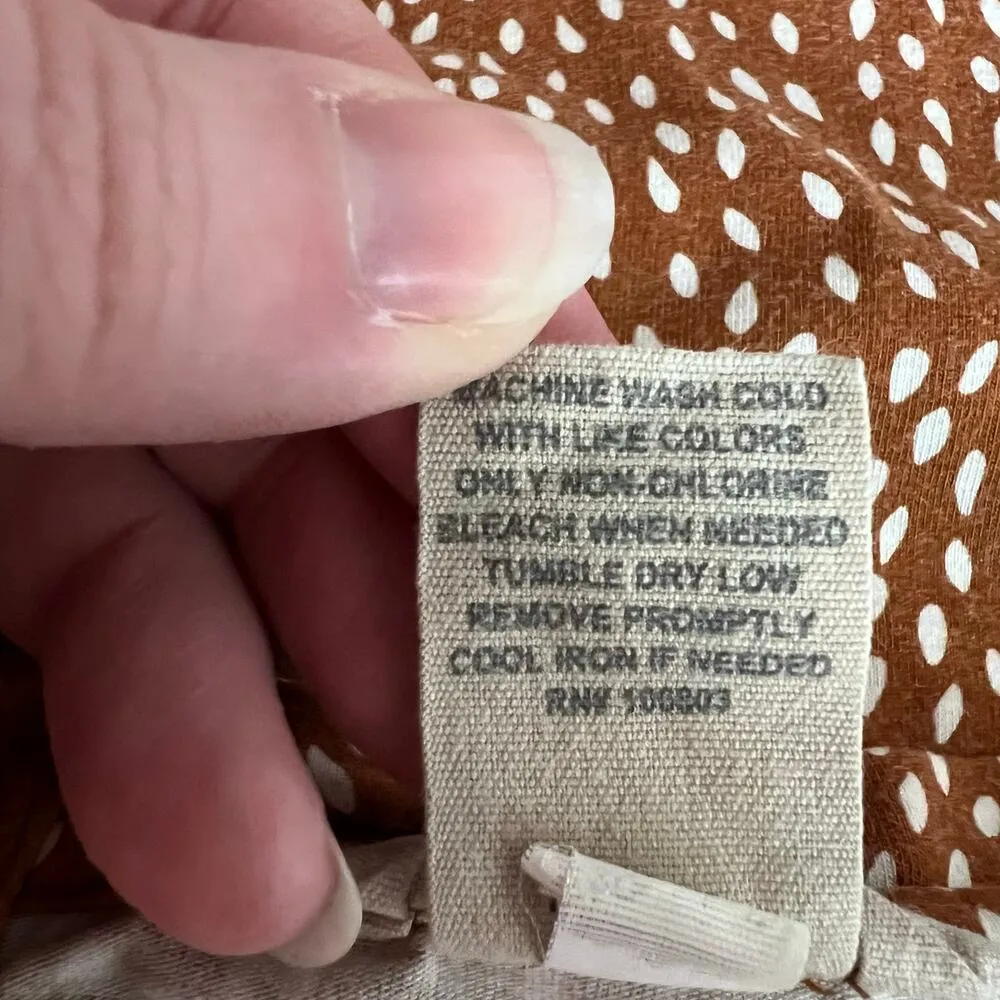 MACHINE WASH COLD
WITH LIKE COLORS
ONLY NON-CHLORINE
BLEACH WHEN NEEDED
TUMBLE DRY LOW
REMOVE PROMPTLY
COOL IRON IF NEEDED
RN#